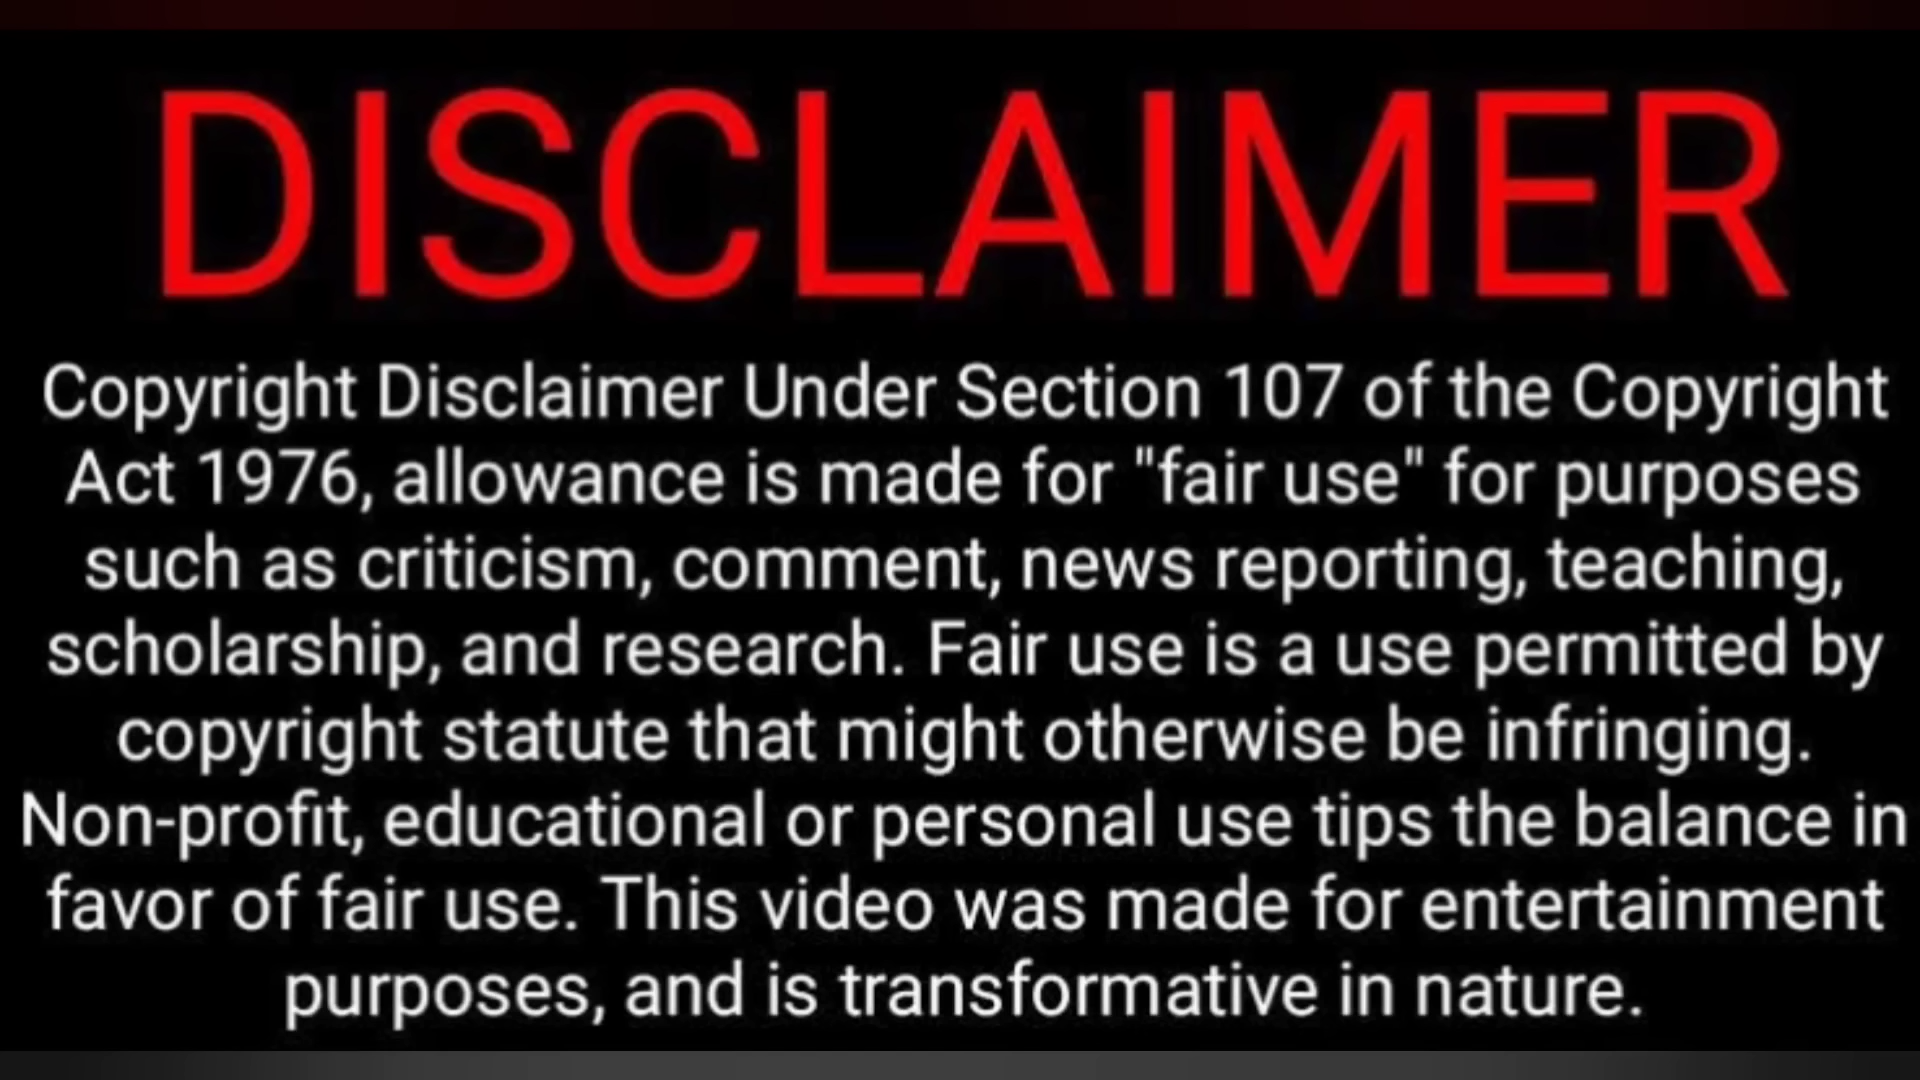 DISCLAIMER
Copyright Disclaimer Under Section 107 of the Copyright
Act 1976, allowance is made for "fair use" for purposes
such as criticism, comment, news reporting, teaching,
scholarship, and research. Fair use is a use permitted by
copyright statute that might otherwise be infringing.
Non-profit, educational or personal use tips the balance in
favor of fair use. This video was made for entertainment
purposes, and is transformative in nature.